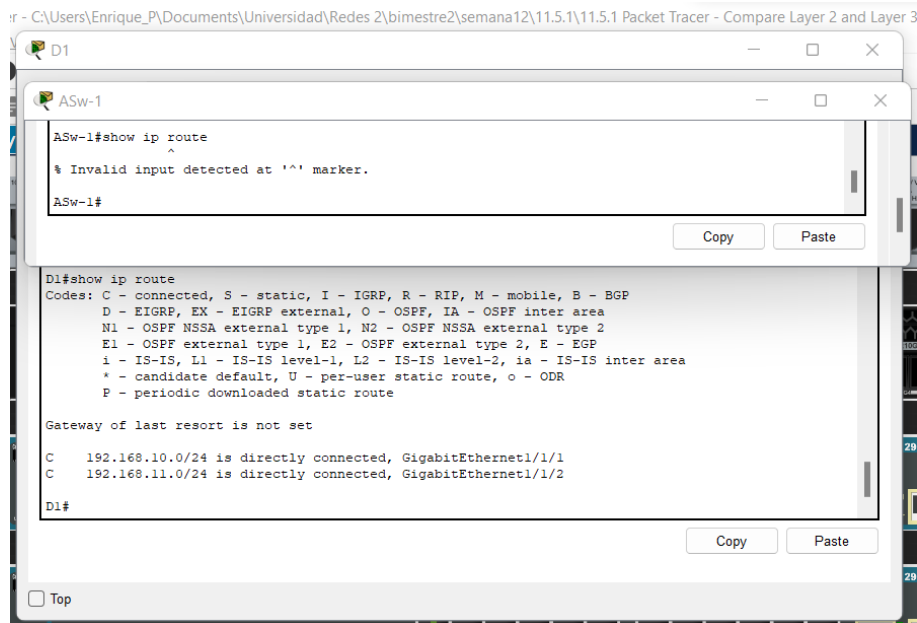 r - C:\Users\Enrique_P\Documents\Universidad\Redes 2\bimestre2\semana12\11.5.1\11.5.1 Packet Tracer - Compare Layer 2 and Layer 3
D1
ASw-1
ASw-1#show ip route
^
% Invalid input detected at '^' marker.
ASw-1#
Copy Paste
D1#show ip route
Codes: C - connected, S - static, I - IGRP, R - RIP, M - mobile, B - BGP
D - EIGRP, EX - EIGRP external, O - OSPF, IA - OSPF inter area
N1 - OSPF NSSA external type 1, N2 - OSPF NSSA external type 2
E1 - OSPF external type 1, E2 - OSPF external type 2, E - EGP
i - IS-IS, L1 - IS-IS level-1, L2 - IS-IS level-2, ia - IS-IS inter area
* - candidate default, U - per-user static route, o - ODR
P - periodic downloaded static route
Gateway of last resort is not set
C 192.168.10.0/24 is directly connected, GigabitEthernet1/1/1
C 192.168.11.0/24 is directly connected, GigabitEthernet1/1/2
D1#
Copy Paste
Top
29
29